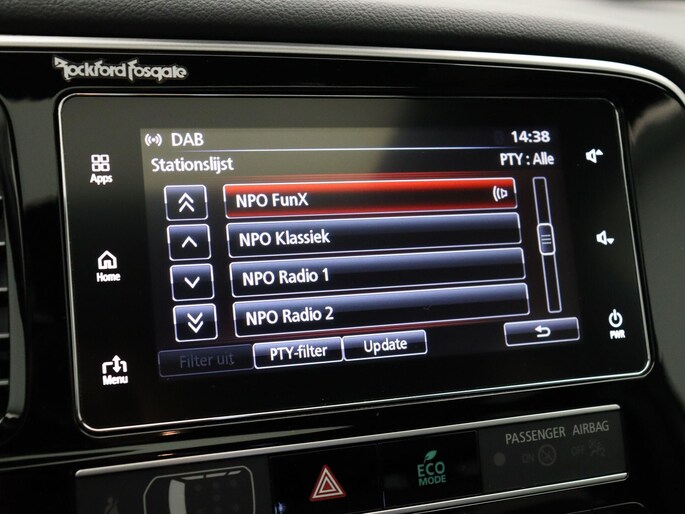 Rockford Fosgate
DAB 14:38
Stationslijst PTY : Alle
Apps
NPO FunX
NPO Klassiek
Home
NPO Radio 1
NPO Radio 2
PWR
Menu
Filter uit PTY-filter Update
PASSENGER AIRBAG
ECO
MODE
ON OFF